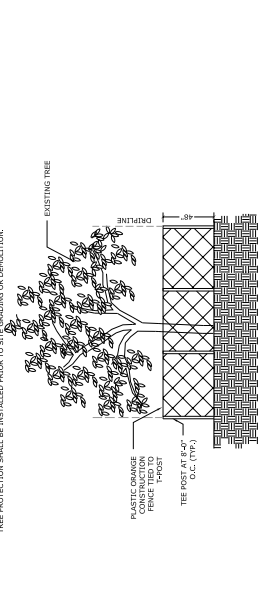 TREE PROTECTION SHALL BE INSTALLED PRIOR TO SITE GRADING OR DEMOLITION.
EXISTING TREE
DRIPLINE
48"
PLASTIC ORANGE
CONSTRUCTION
FENCE TIED TO
T-POST
TEE POST AT 8'-0"
O.C. (TYP.)